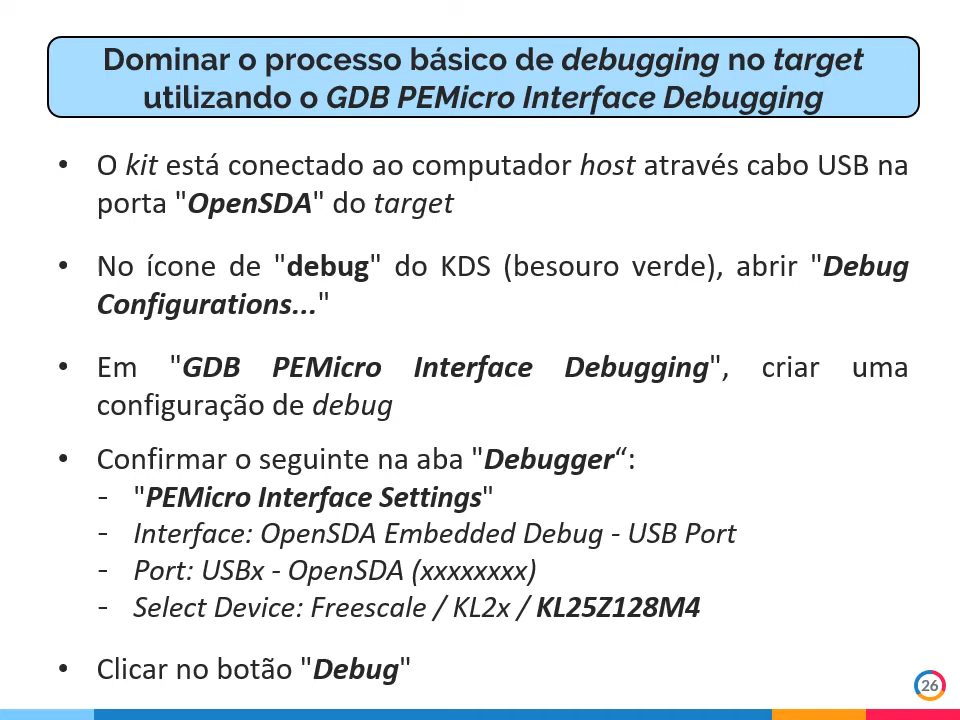 Dominar o processo básico de debugging no target
utilizando o GDB PEMicro Interface Debugging
• O kit está conectado ao computador host através cabo USB na
porta "OpenSDA" do target
• No ícone de "debug" do KDS (besouro verde), abrir "Debug
Configurations..."
• Em "GDB PEMicro Interface Debugging", criar uma
configuração de debug
• Confirmar o seguinte na aba "Debugger“:
- "PEMicro Interface Settings"
- Interface: OpenSDA Embedded Debug - USB Port
- Port: USBx - OpenSDA (xxxxxxxx)
- Select Device: Freescale / KL2x / KL25Z128M4
• Clicar no botão "Debug"
26